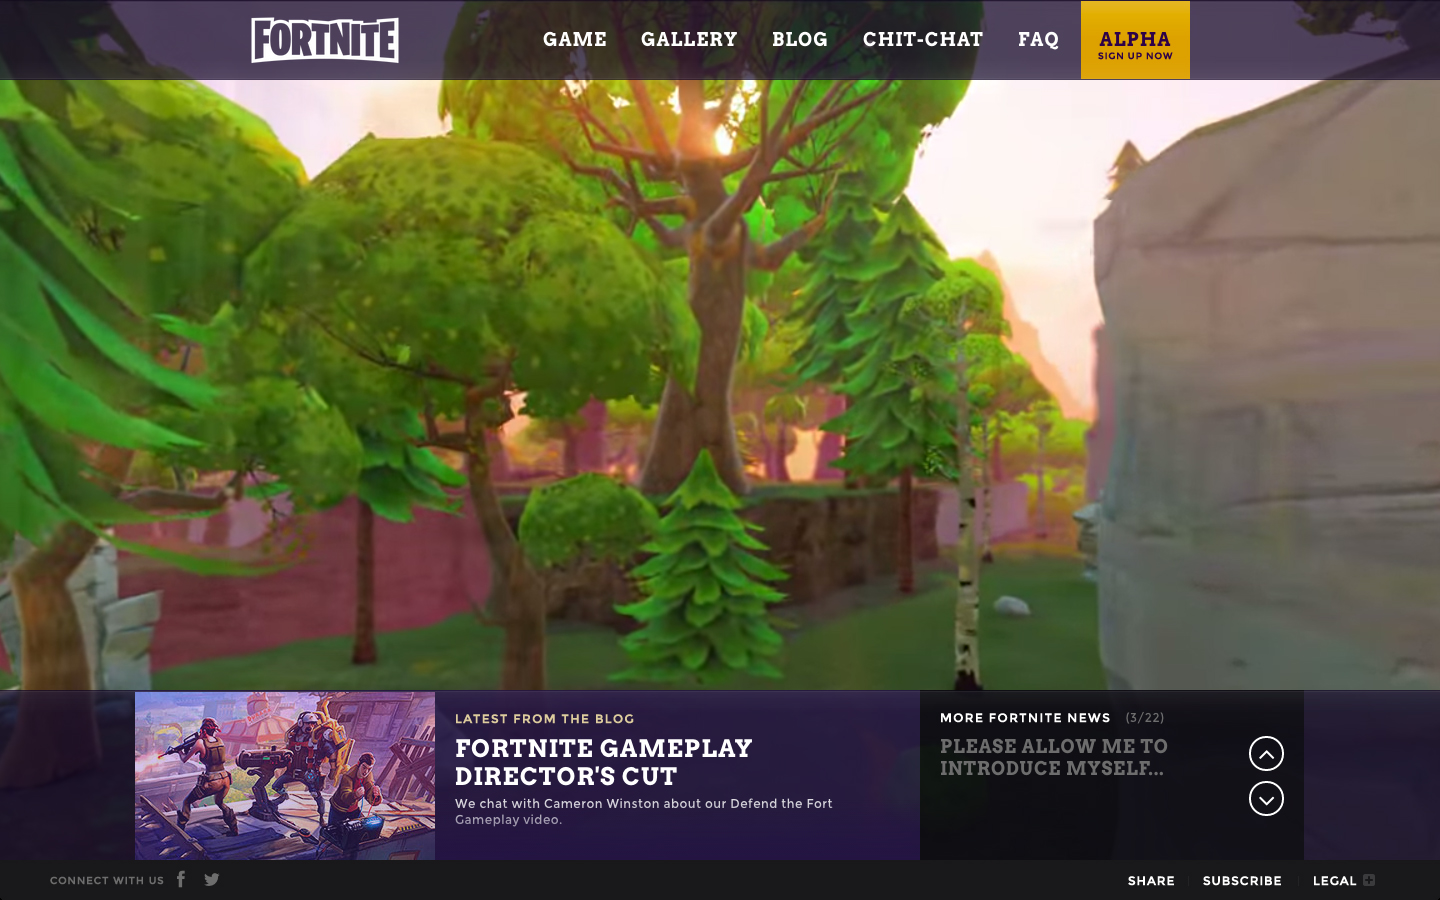 FORTNITE
GAME
GALLERY
BLOG
CHIT-CHAT
FAQ
ALPHA
SIGN UP NOW
LATEST FROM THE BLOG
FORTNITE GAMEPLAY
DIRECTOR'S CUT
We chat with Cameron Winston about our Defend the Fort
Gameplay video.
MORE FORTNITE NEWS (3/22)
PLEASE ALLOW ME TO
INTRODUCE MYSELF...
CONNECT WITH US
SHARE
SUBSCRIBE
LEGAL